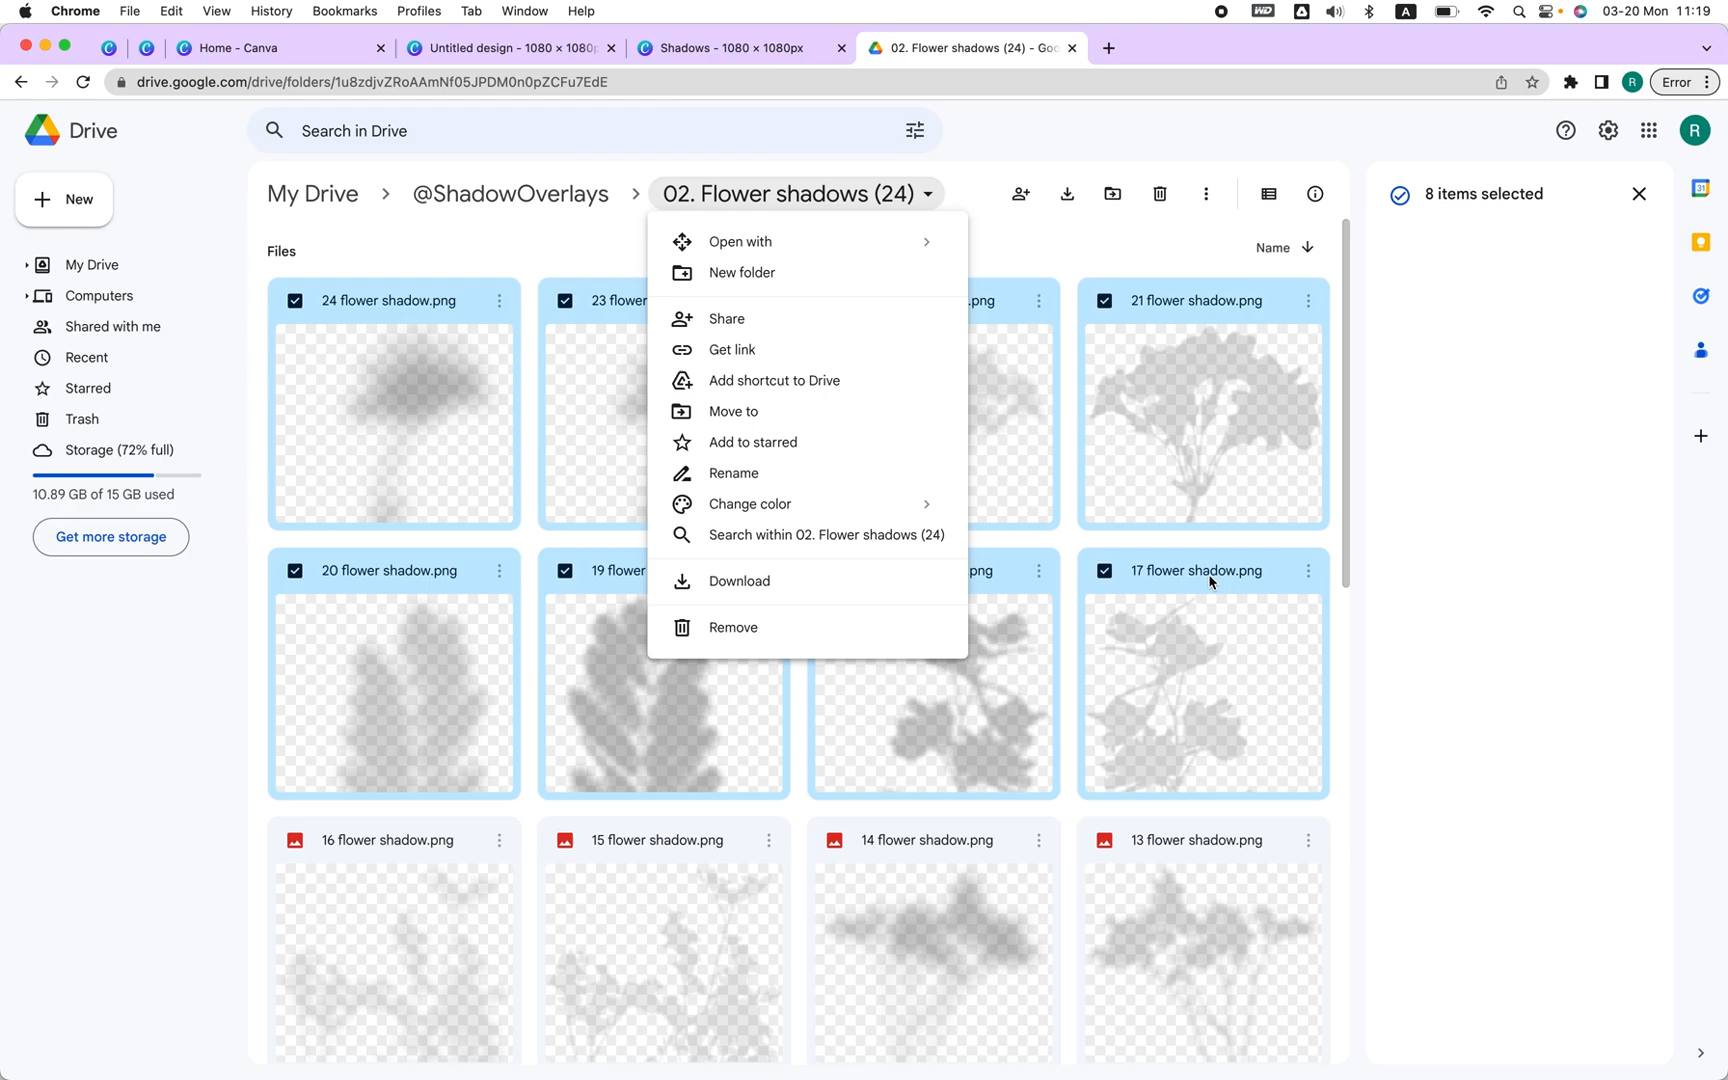 Chrome File Edit View History Bookmarks Profiles Tab Window Help WD A 03-20 Mon 11:19
Home - Canva Untitled design - 1080 × 1080p Shadows - 1080 × 1080px 02. Flower shadows (24) - Goo
drive.google.com/drive/folders/1u8zdjvZRoAAmNf05JPDM0n0pZCFu7EdE R Error
Drive Search in Drive R
New
My Drive
Computers
Shared with me
Recent
Starred
Trash
Storage (72% full)
10.89 GB of 15 GB used
Get more storage
My Drive > @ShadowOverlays > 02. Flower shadows (24)
Files Name
24 flower shadow.png 23 flower .png 21 flower shadow.png
20 flower shadow.png 19 flower png 17 flower shadow.png
16 flower shadow.png 15 flower shadow.png 14 flower shadow.png 13 flower shadow.png
Open with
New folder
Share
Get link
Add shortcut to Drive
Move to
Add to starred
Rename
Change color
Search within 02. Flower shadows (24)
Download
Remove
8 items selected